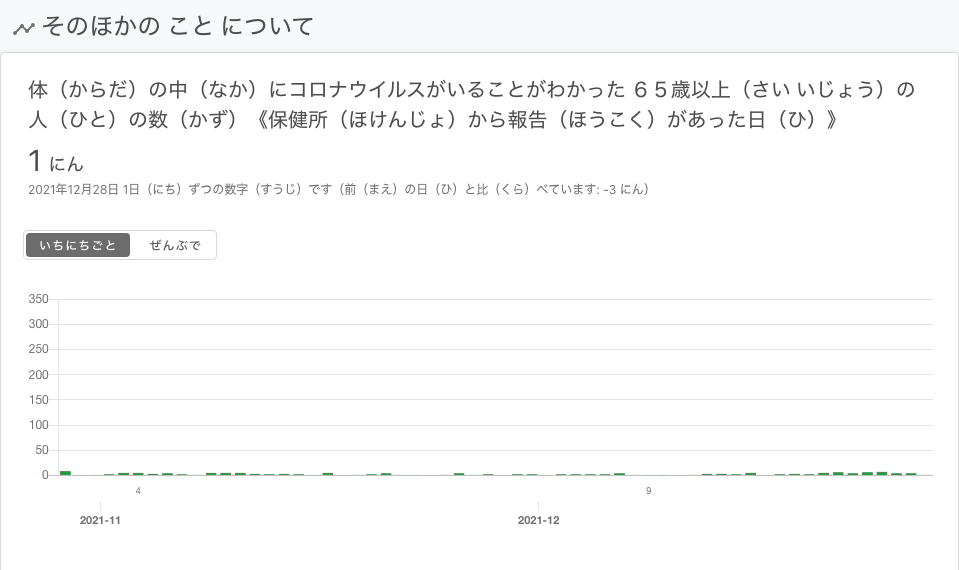 そのほかの こと について
体（からだ）の中（なか）にコロナウイルスがいることがわかった ６５歳以上（さい いじょう）の
人（ひと）の数（かず）《保健所（ほけんじょ）から報告（ほうこく）があった日（ひ）》
1 にん
2021年12月28日 1日（にち）ずつの数字（すうじ）です（前（まえ）の日（ひ）と比（くら）べています: -3 にん）
いちにちごと ぜんぶで
350
300
250
200
150
100
50
0
4 9
2021-11 2021-12